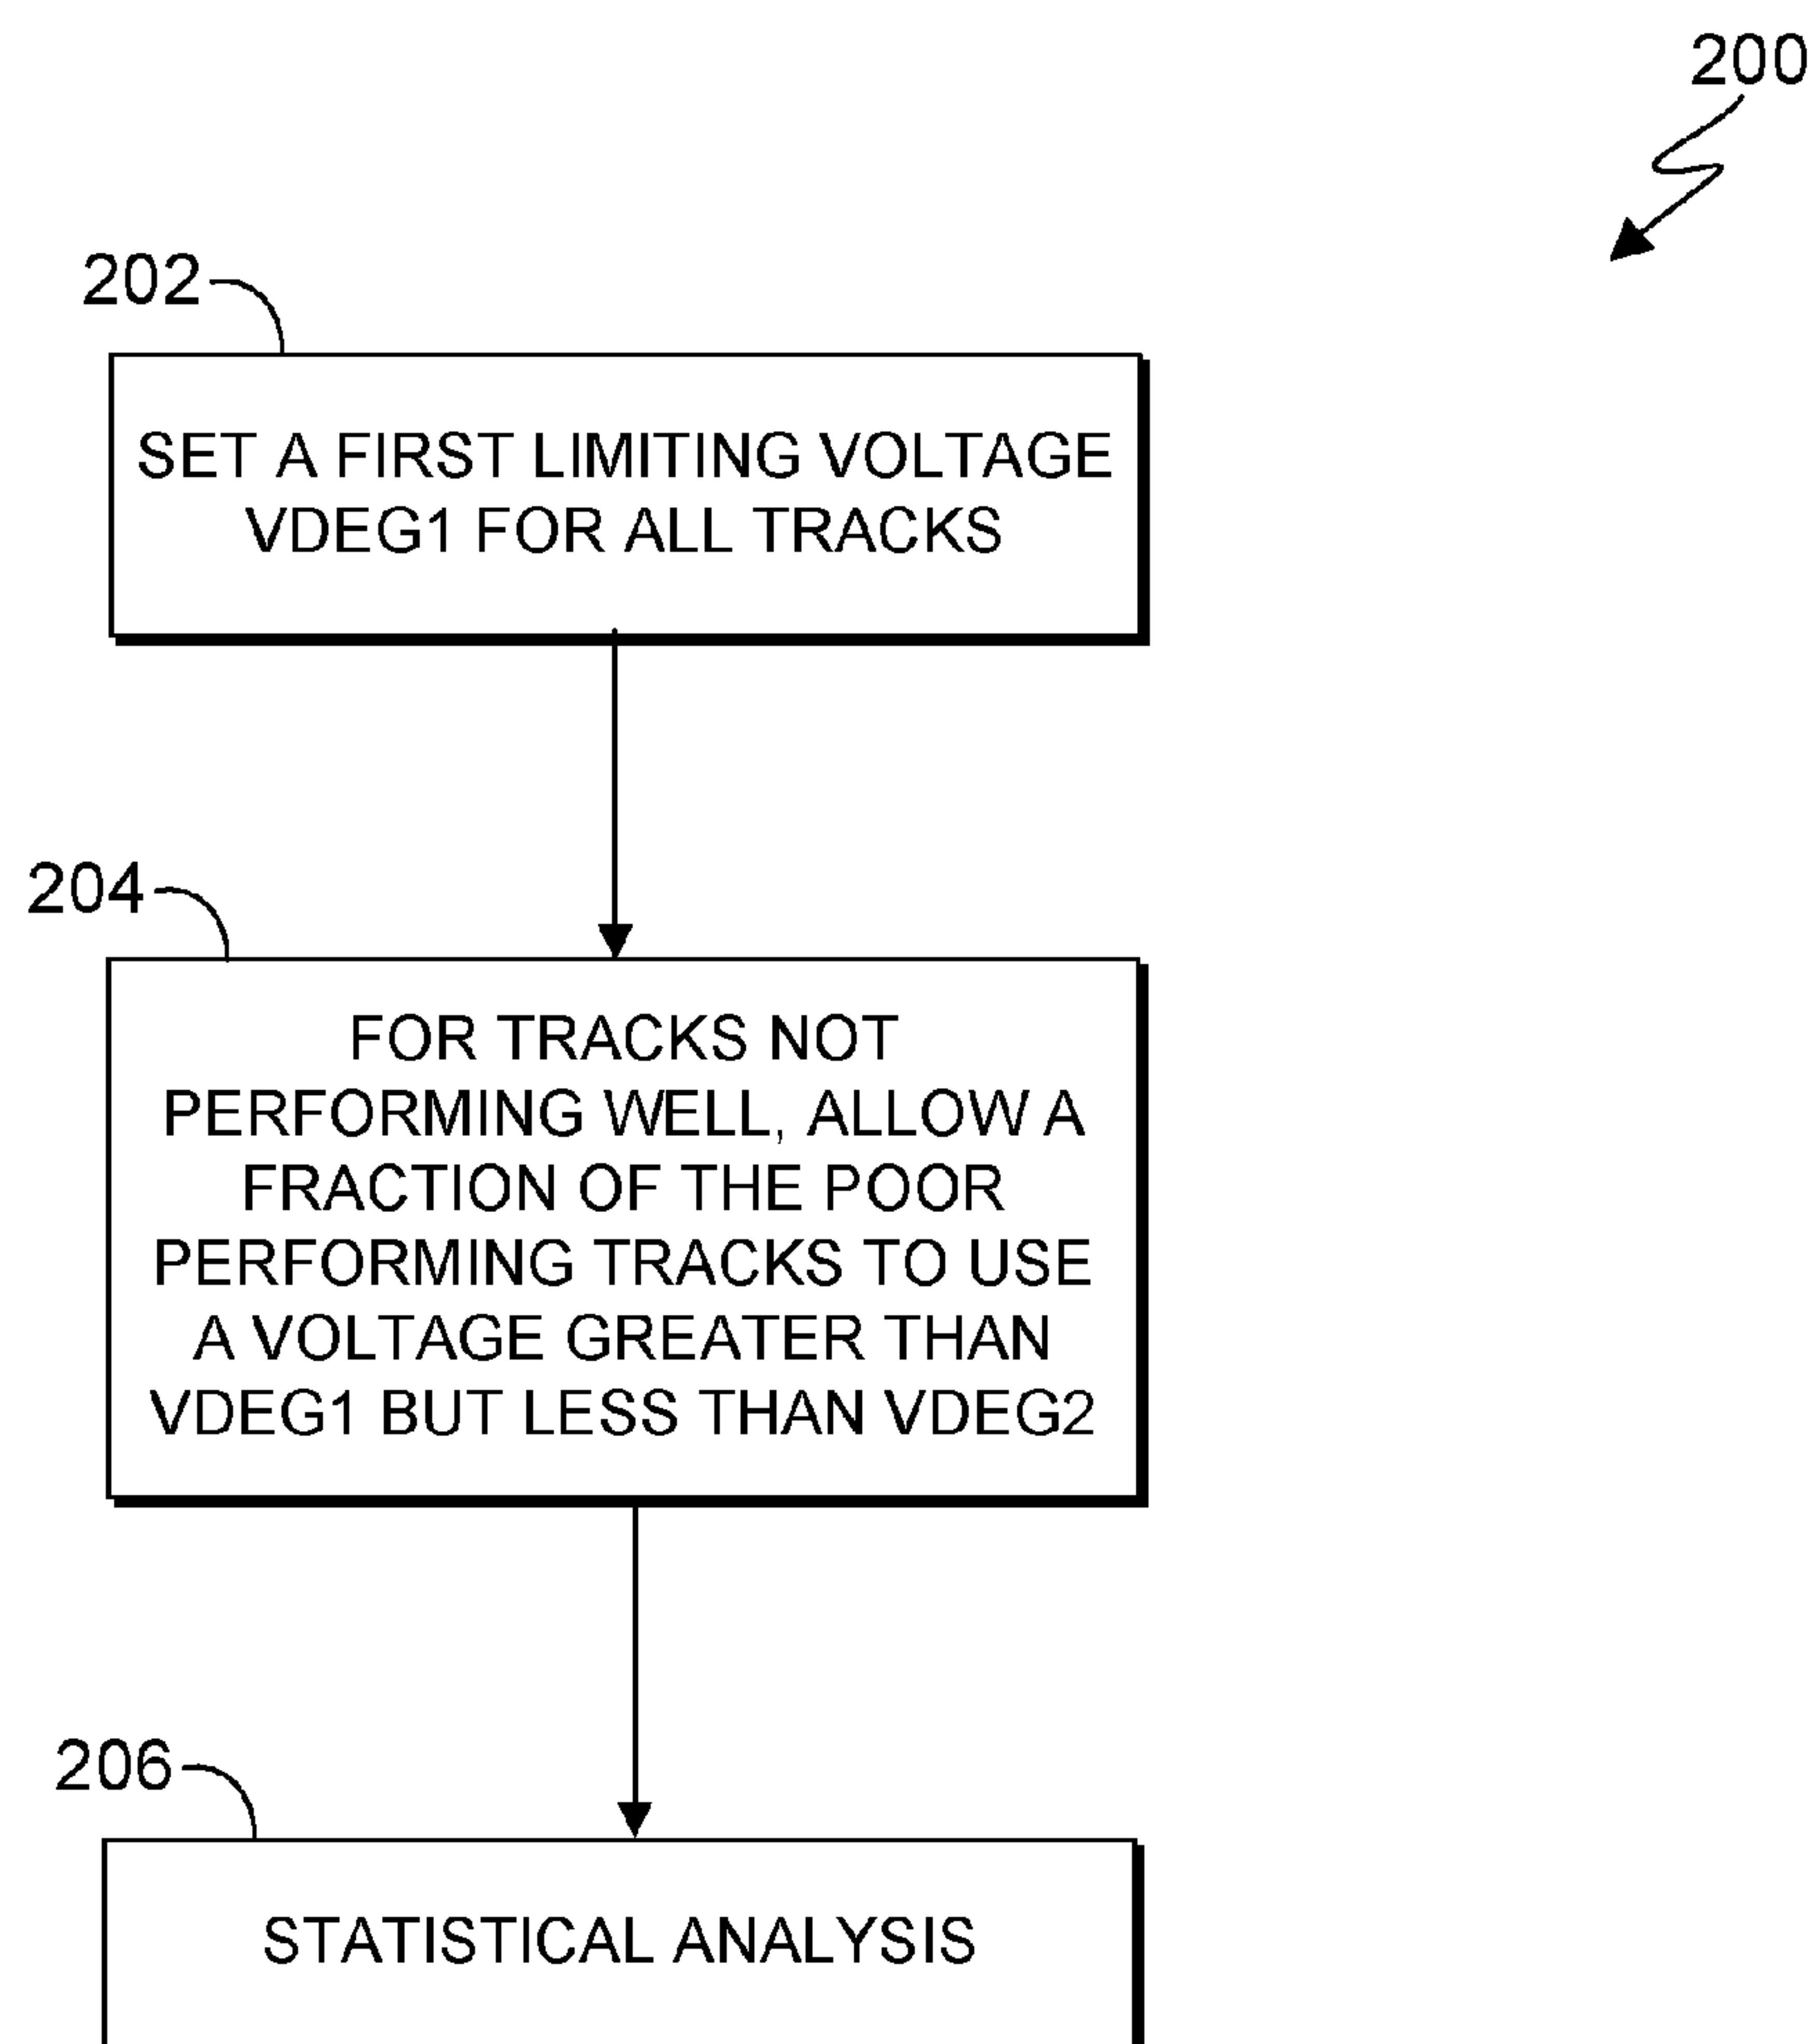 200
202
SET A FIRST LIMITING VOLTAGE
VDEG1 FOR ALL TRACKS
204
FOR TRACKS NOT
PERFORMING WELL, ALLOW A
FRACTION OF THE POOR
PERFORMING TRACKS TO USE
A VOLTAGE GREATER THAN
VDEG1 BUT LESS THAN VDEG2
206
STATISTICAL ANALYSIS